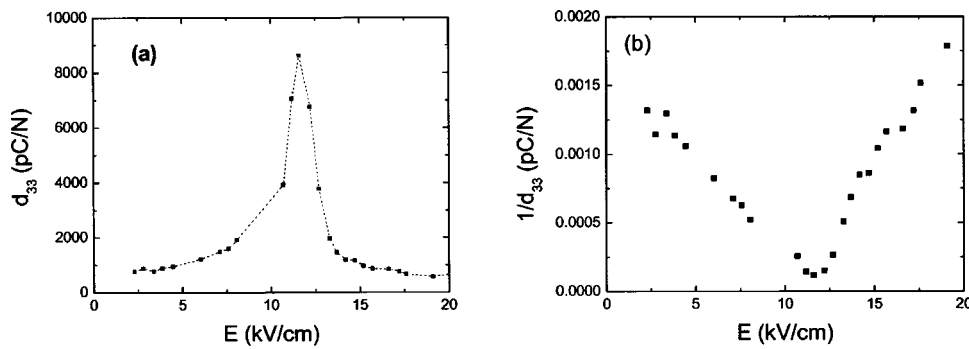 (a)
10000
8000
6000
4000
2000
0
d33 (pC/N)
0 5 10 15 20
E (kV/cm)
(b)
0.0020
0.0015
0.0010
0.0005
0.0000
1/d33 (pC/N)
0 5 10 15 20
E (kV/cm)